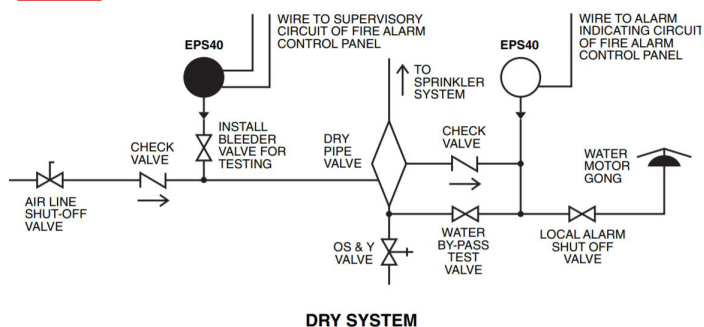 WIRE TO SUPERVISORY
CIRCUIT OF FIRE ALARM
CONTROL PANEL
EPS40
WIRE TO ALARM
INDICATING CIRCUIT
OF FIRE ALARM
CONTROL PANEL
EPS40
TO
SPRINKLER
SYSTEM
INSTALL
BLEEDER
VALVE FOR
TESTING
CHECK
VALVE
DRY
PIPE
VALVE
CHECK
VALVE
WATER
MOTOR
GONG
AIR LINE
SHUT-OFF
VALVE
OS & Y
VALVE
WATER
BY-PASS
TEST
VALVE
LOCAL ALARM
SHUT OFF
VALVE
DRY SYSTEM